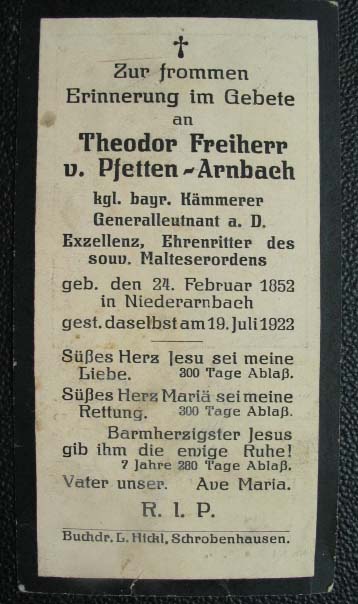 Zur frommen
Erinnerung im Gebete
an
Theodor Freiherr
v. Pfetten-Arnbach
kgl. bayr. Kämmerer
Generalleutnant a. D.
Exzellenz, Ehrenritter des
souv. Malteserordens
geb. den 24. Februar 1852
in Niederarnbach
gest. daselbst am 19. Juli 1922
Süßes Herz Jesu sei meine
Liebe. 300 Tage Ablaß.
Süßes Herz Mariä sei meine
Rettung. 300 Tage Ablaß.
Barmherzigster Jesus
gib ihm die ewige Ruhe!
7 Jahre 280 Tage Ablaß.
Vater unser. Ave Maria.
R. I. P.
Buchdr. L. Hickl, Schrobenhausen.